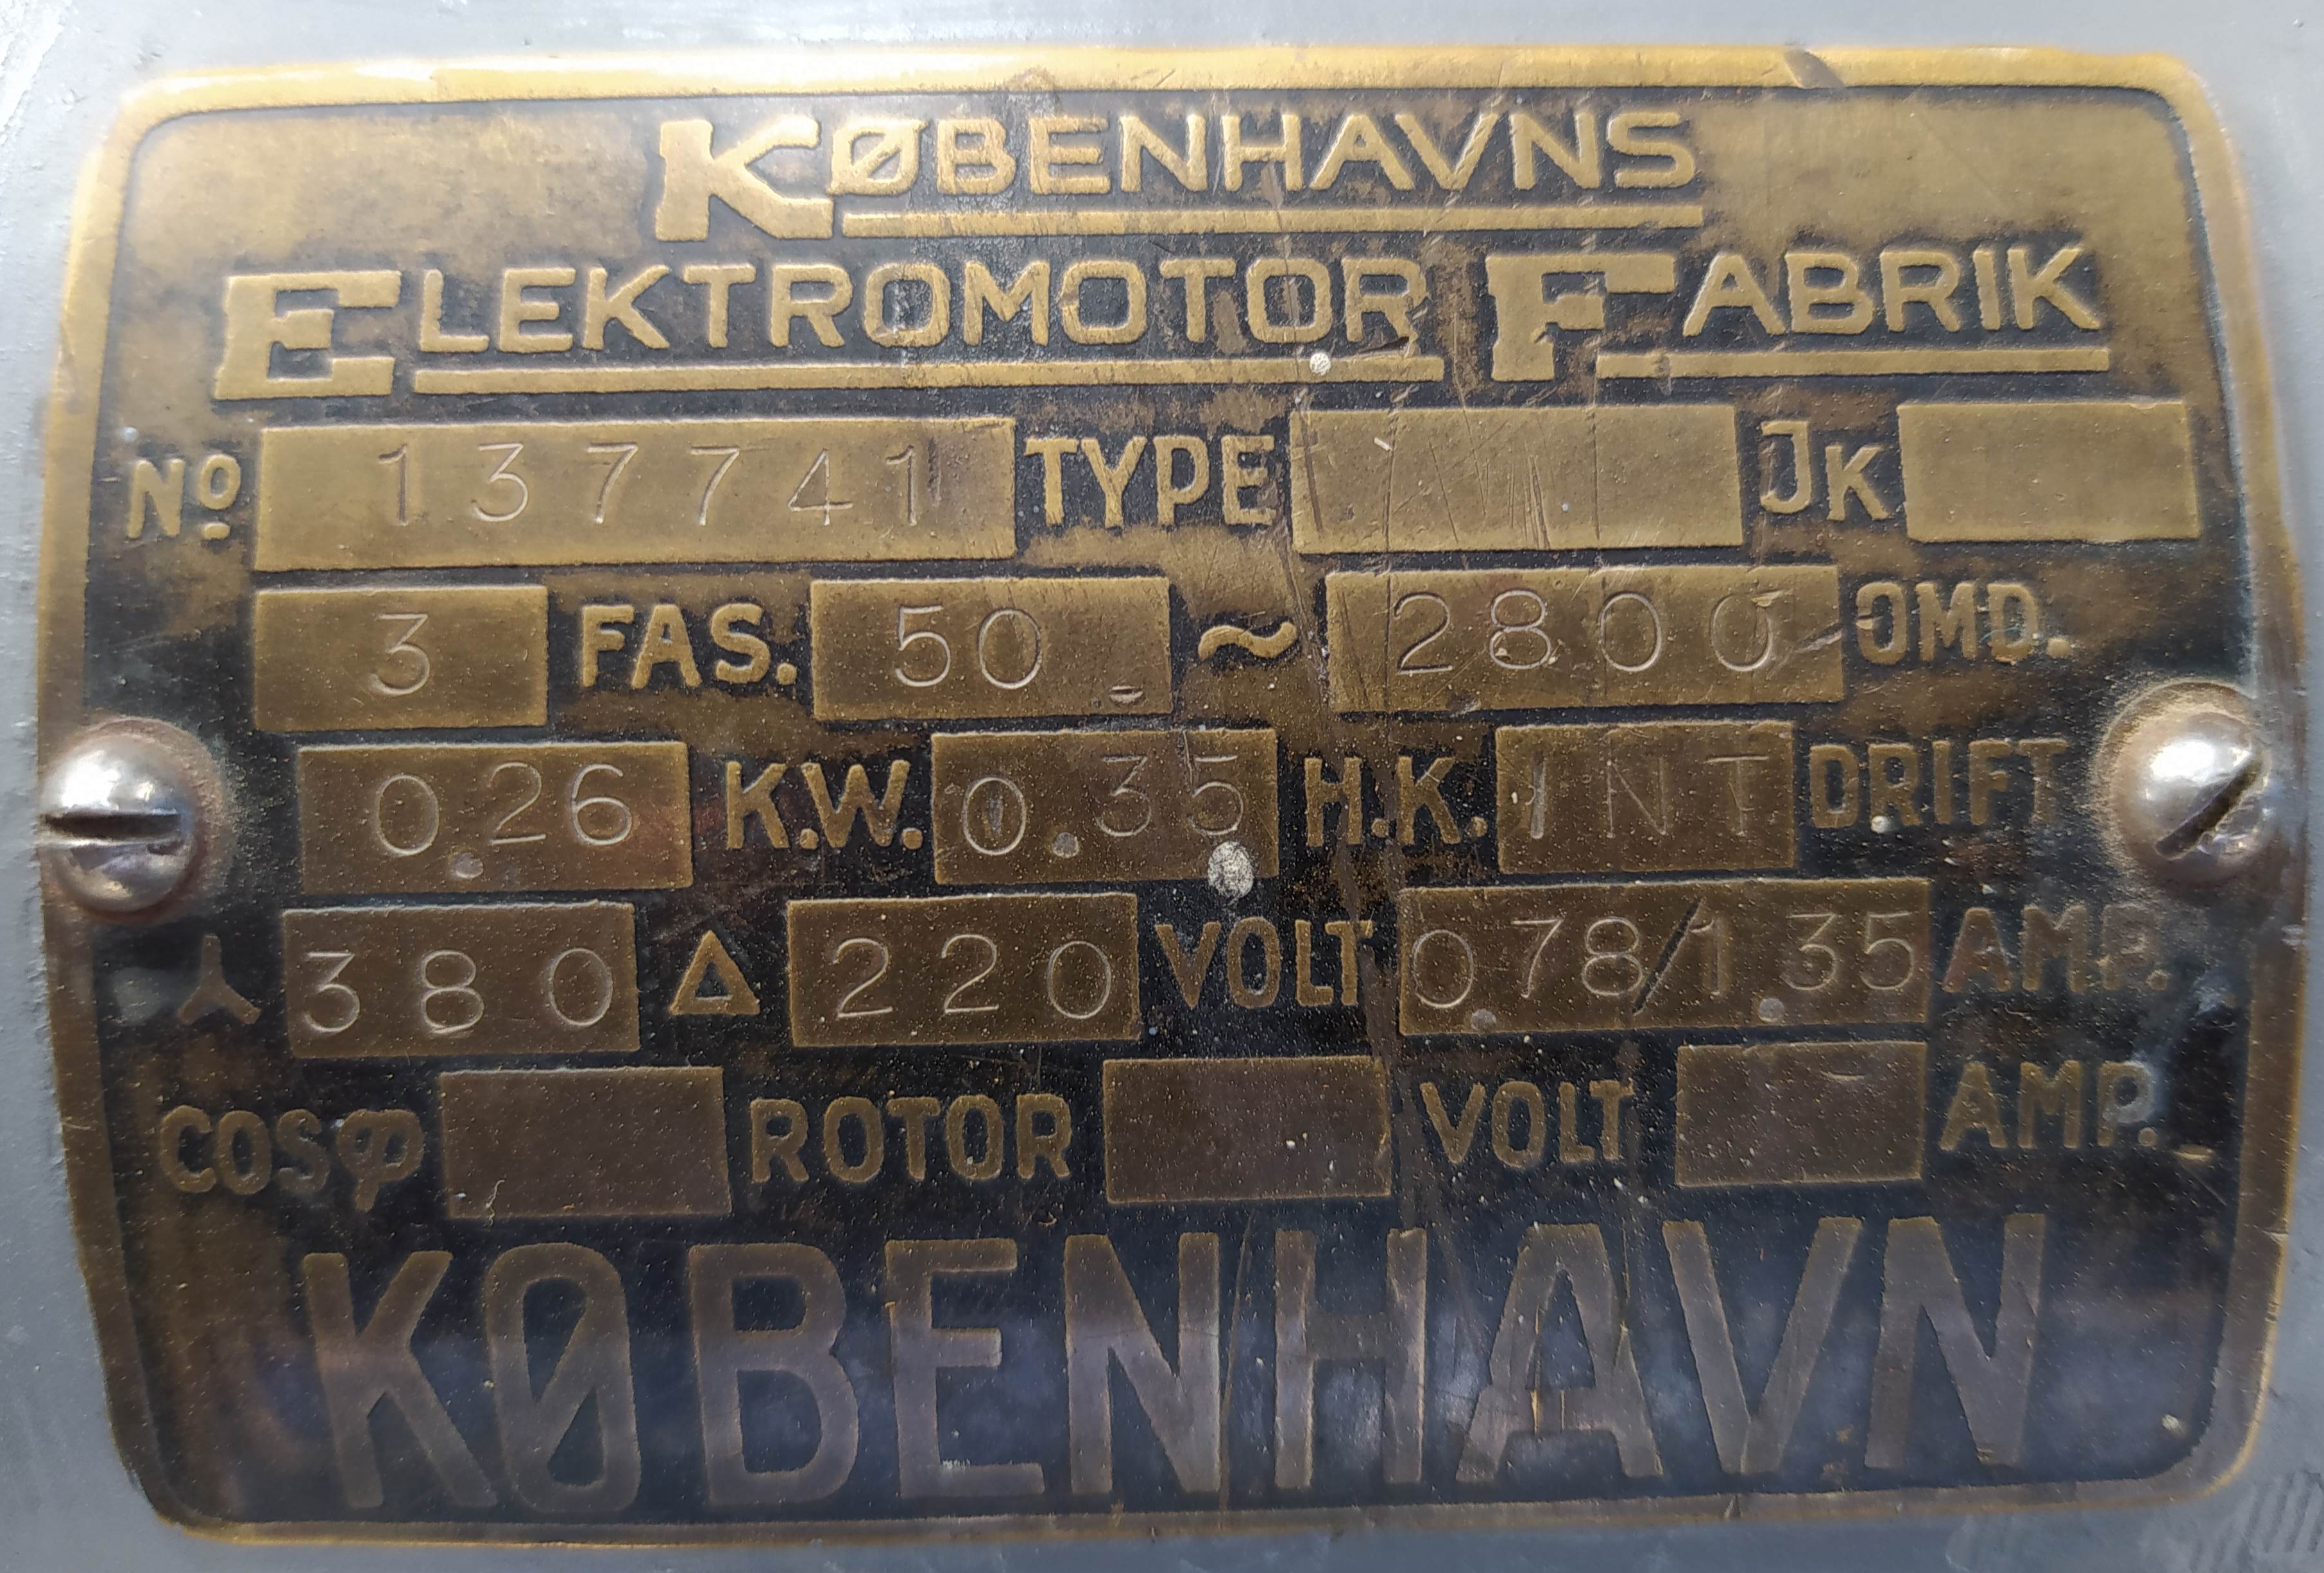 KØBENHAVNS
ELEKTROMOTOR FABRIK
Nº 137741 TYPE JK
3 FAS. 50 ~ 2800 OMD.
0.26 K.W. 0.35 H.K. INT DRIFT
⅄ 380 Δ 220 VOLT 0.78/1.35 AMP.
COSφ ROTOR VOLT AMP.
KØBENHAVN